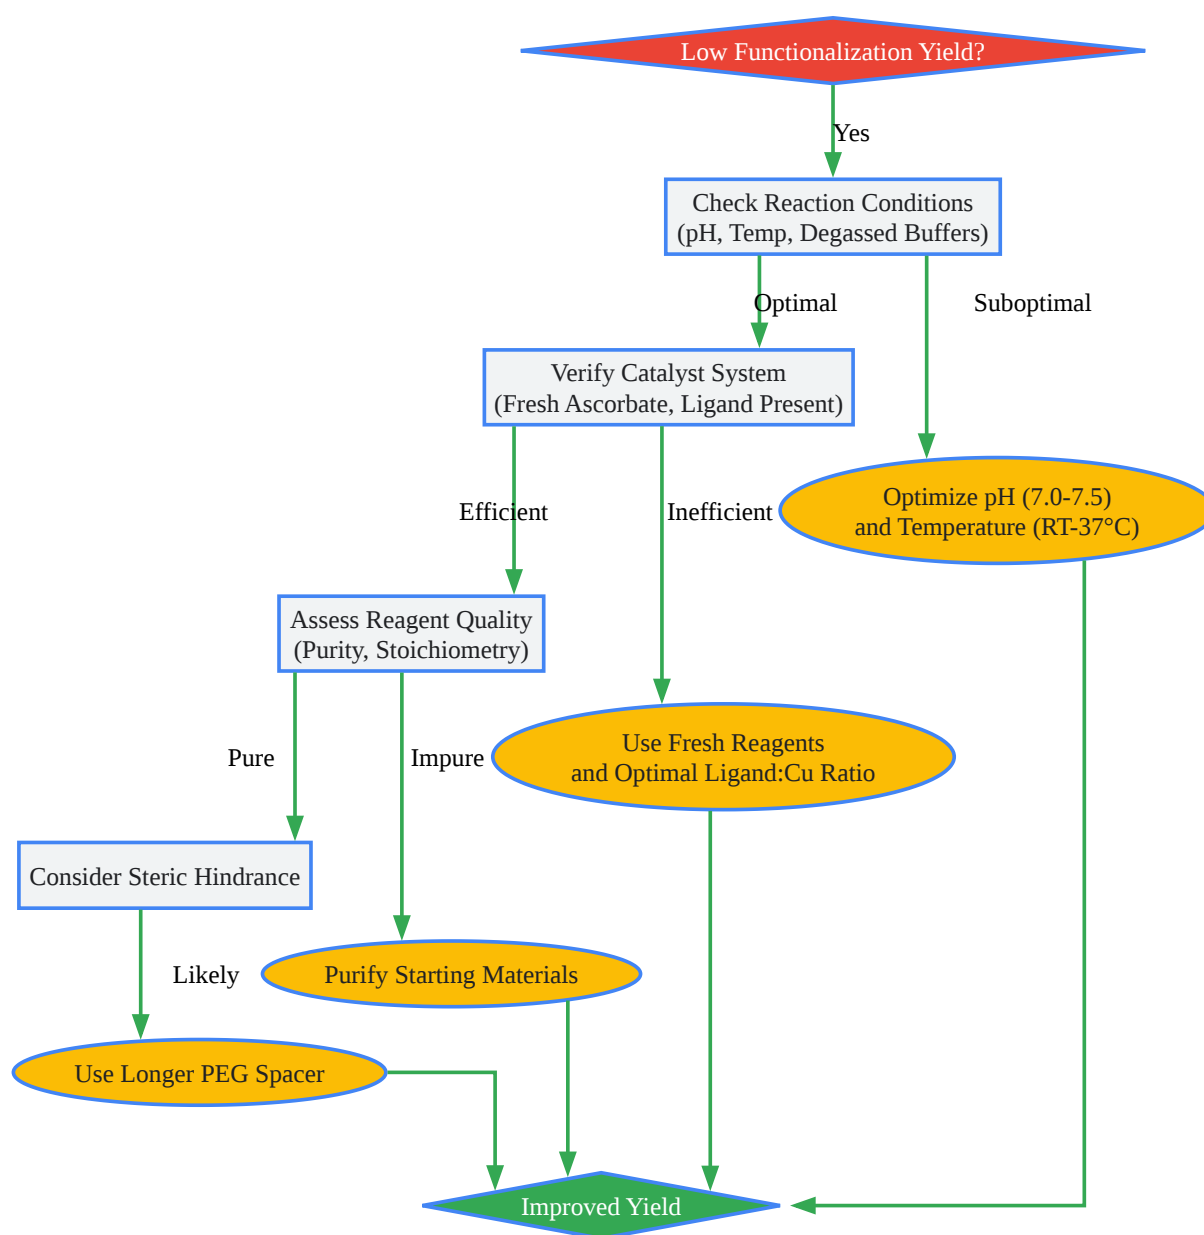 Low Functionalization Yield?
Yes
Check Reaction Conditions
(pH, Temp, Degassed Buffers)
Optimal
Suboptimal
Verify Catalyst System
(Fresh Ascorbate, Ligand Present)
Efficient
Inefficient
Optimize pH (7.0-7.5)
and Temperature (RT-37°C)
Assess Reagent Quality
(Purity, Stoichiometry)
Pure
Impure
Use Fresh Reagents
and Optimal Ligand:Cu Ratio
Consider Steric Hindrance
Likely
Purify Starting Materials
Use Longer PEG Spacer
Improved Yield